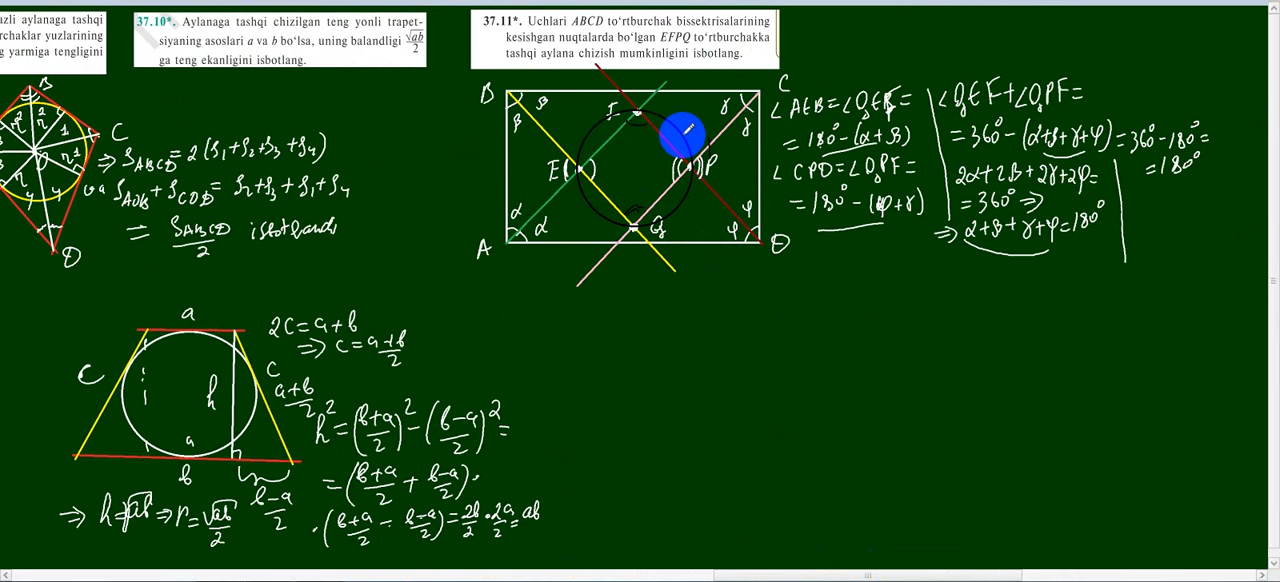 azli aylanaga tashqi
rchaklar yuzlarining
g yarmiga tengligini
37.10*. Aylanaga tashqi chizilgan teng yonli trapet-
siyaning asoslari a va b bo‘lsa, uning balandligi √ab/2
ga teng ekanligini isbotlang.
37.11*. Uchlari ABCD to‘rtburchak bissektrisalarining
kesishgan nuqtalarda bo‘lgan EFPQ to‘rtburchakka
tashqi aylana chizish mumkinligini isbotlang.
B
C
D
⇒ S_ABCD = 2(S1+S2+S3+S4)
va S_AOB + S_COD = S2+S3+S1+S4
= S_ABCD/2 isbotlandi
B β C
β γ γ
E P
α φ
A α Q φ D
∠AEB=∠QEF=
=180°-(α+β)
∠CPD=∠QPF=
=180°-(φ+γ)
∠QEF+∠QPF=
=360°-(α+β+γ+φ)=360°-180°=
=180°
2α+2β+2γ+2φ=
=360° ⇒
⇒ α+β+γ+φ=180°
a
2c=a+b
⇒ c=(a+b)/2
c h c
(a+b)/2
a
b
(b-a)/2
h²=((b+a)/2)²-((b-a)/2)²=
=((b+a)/2+(b-a)/2)·
·((b+a)/2-(b-a)/2)=2b/2·2a/2=ab
⇒ h=√ab ⇒ r=√ab/2